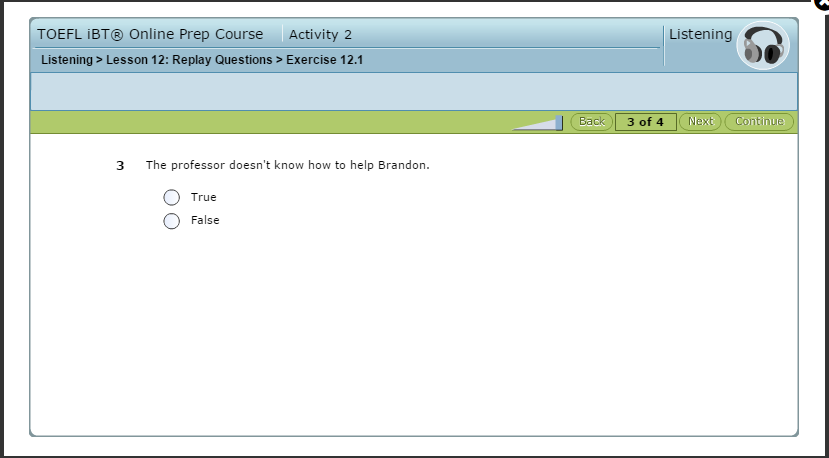 TOEFL iBT® Online Prep Course Activity 2 Listening
Listening > Lesson 12: Replay Questions > Exercise 12.1
Back 3 of 4 Next Continue
3 The professor doesn't know how to help Brandon.
True
False